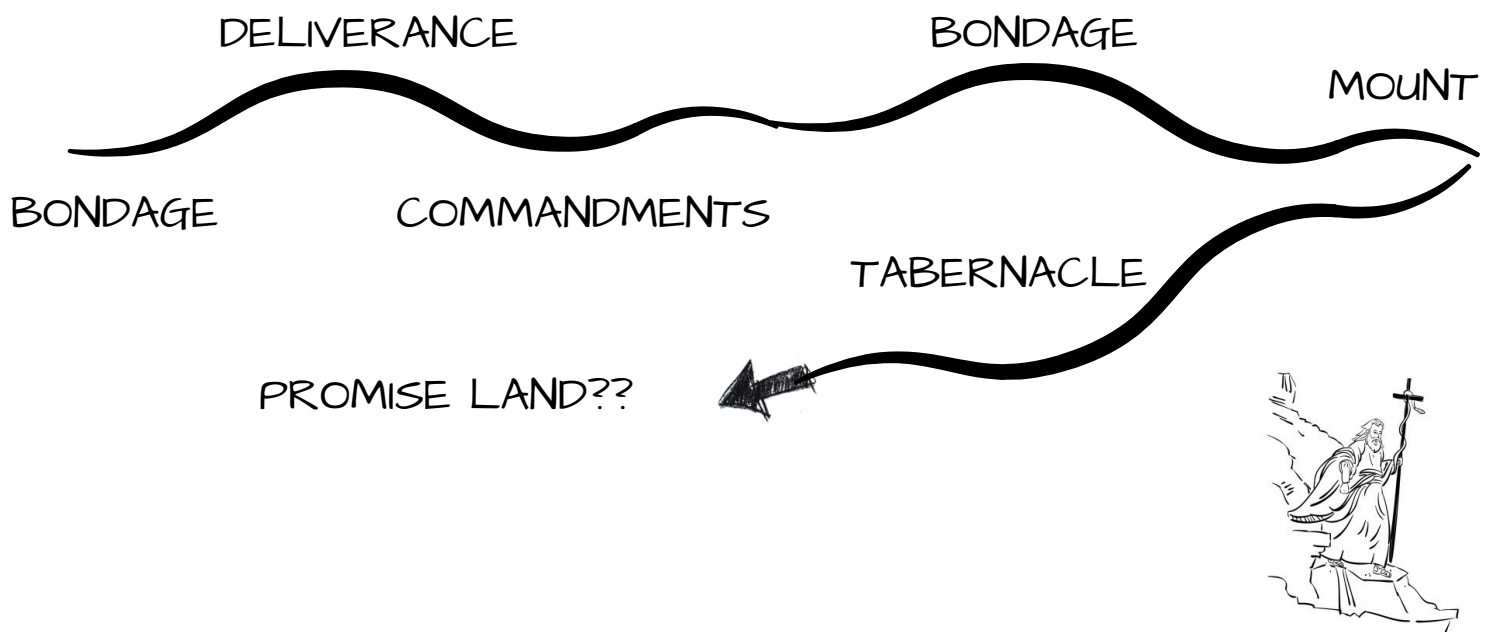 DELIVERANCE
BONDAGE
MOUNT
BONDAGE
COMMANDMENTS
TABERNACLE
PROMISE LAND??